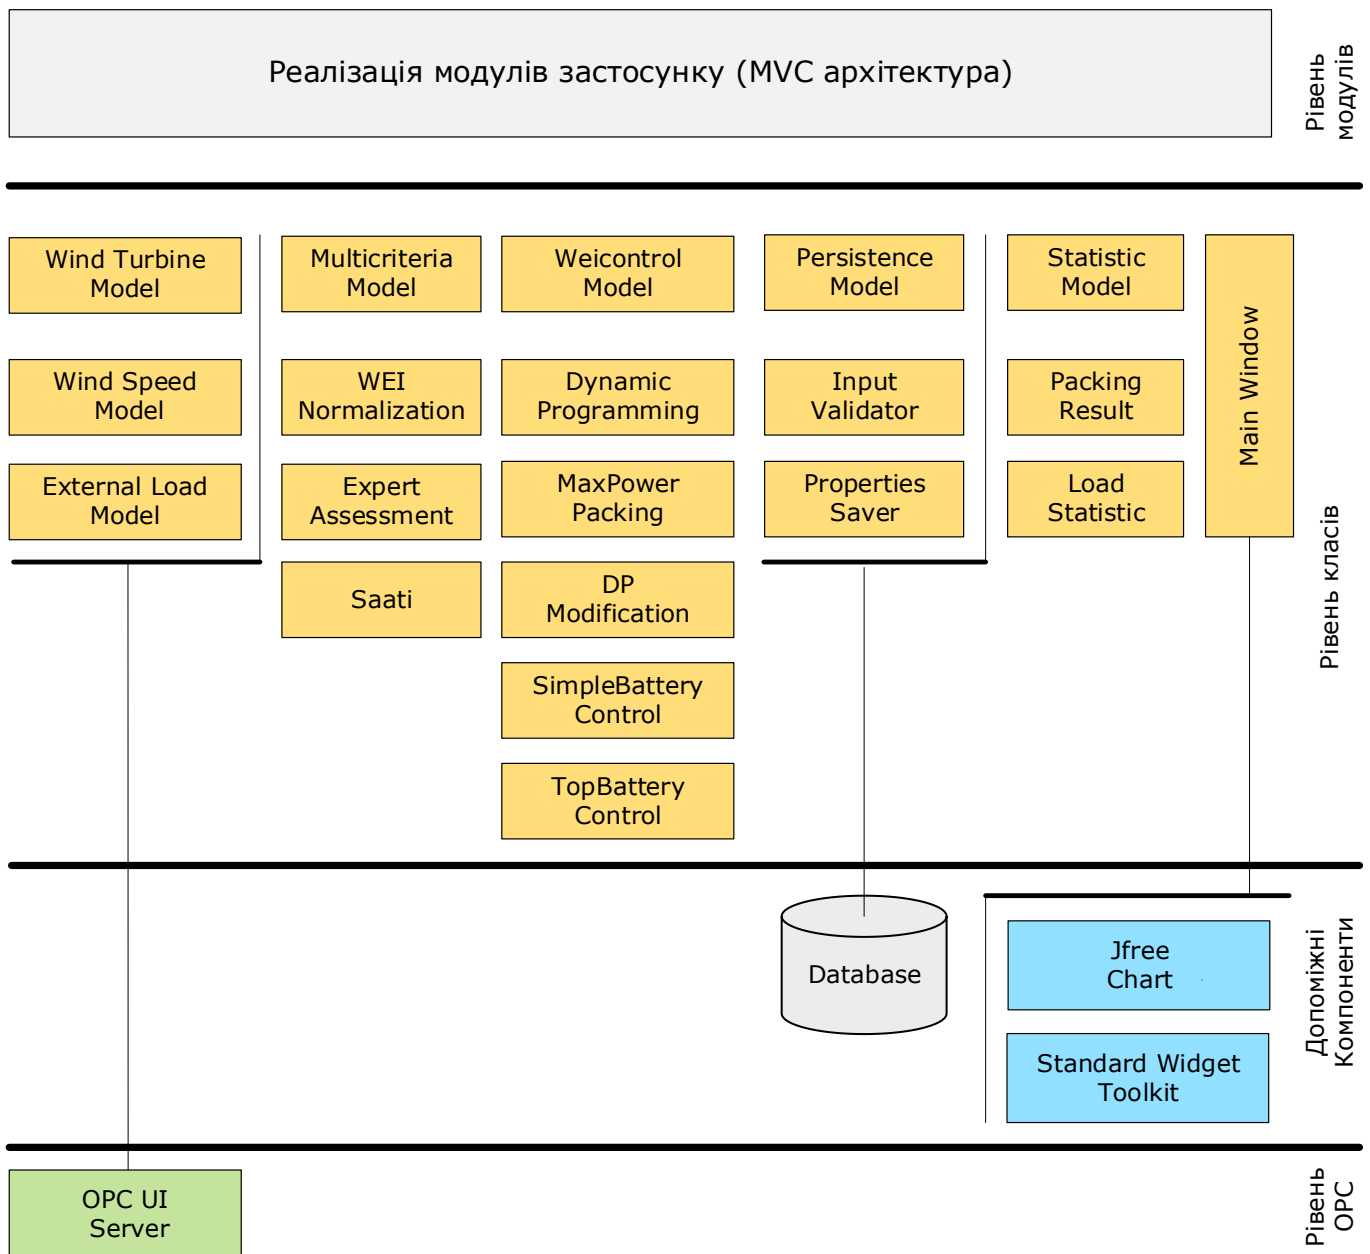 Реалізація модулів застосунку (MVC архітектура)
Рівень
модулів
Wind Turbine
Model
Multicriteria
Model
Weicontrol
Model
Persistence
Model
Statistic
Model
Main Window
Wind Speed
Model
WEI
Normalization
Dynamic
Programming
Input
Validator
Packing
Result
External Load
Model
Expert
Assessment
MaxPower
Packing
Properties
Saver
Load
Statistic
Saati
DP
Modification
SimpleBattery
Control
TopBattery
Control
Рівень класів
Database
Jfree
Chart
Standard Widget
Toolkit
Допоміжні
Компоненти
OPC UI
Server
Рівень
OPC